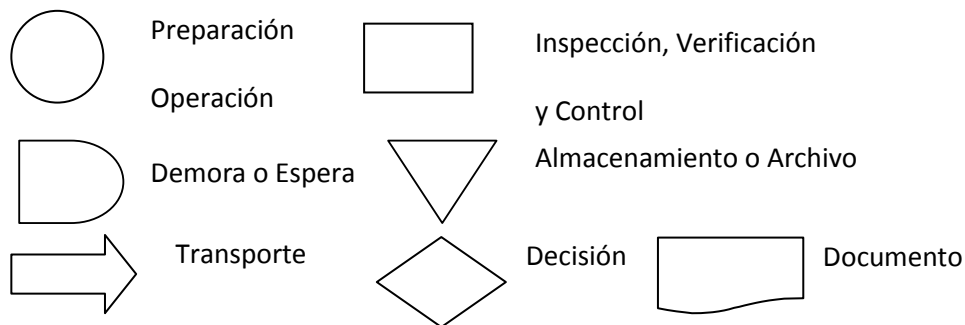 Preparación
Operación
Inspección, Verificación
y Control
Demora o Espera
Almacenamiento o Archivo
Transporte
Decisión
Documento